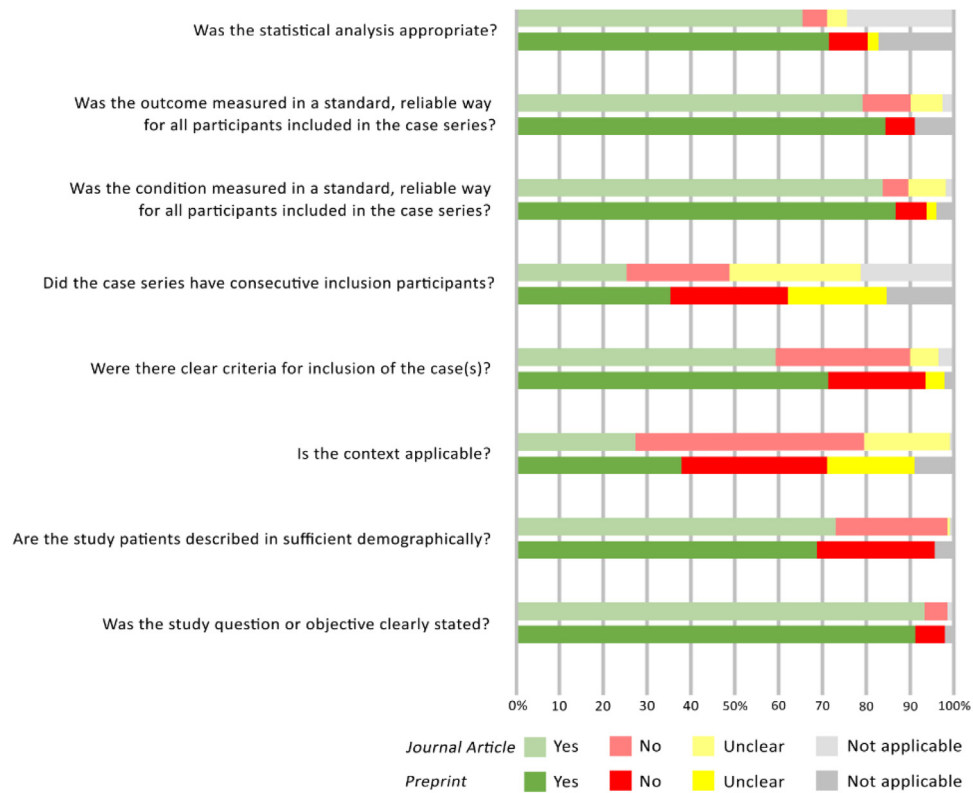 Was the statistical analysis appropriate?
Was the outcome measured in a standard, reliable way
for all participants included in the case series?
Was the condition measured in a standard, reliable way
for all participants included in the case series?
Did the case series have consecutive inclusion participants?
Were there clear criteria for inclusion of the case(s)?
Is the context applicable?
Are the study patients described in sufficient demographically?
Was the study question or objective clearly stated?
0% 10 20 30 40 50% 60 70 80 90 100%
Journal Article Yes No Unclear Not applicable
Preprint Yes No Unclear Not applicable